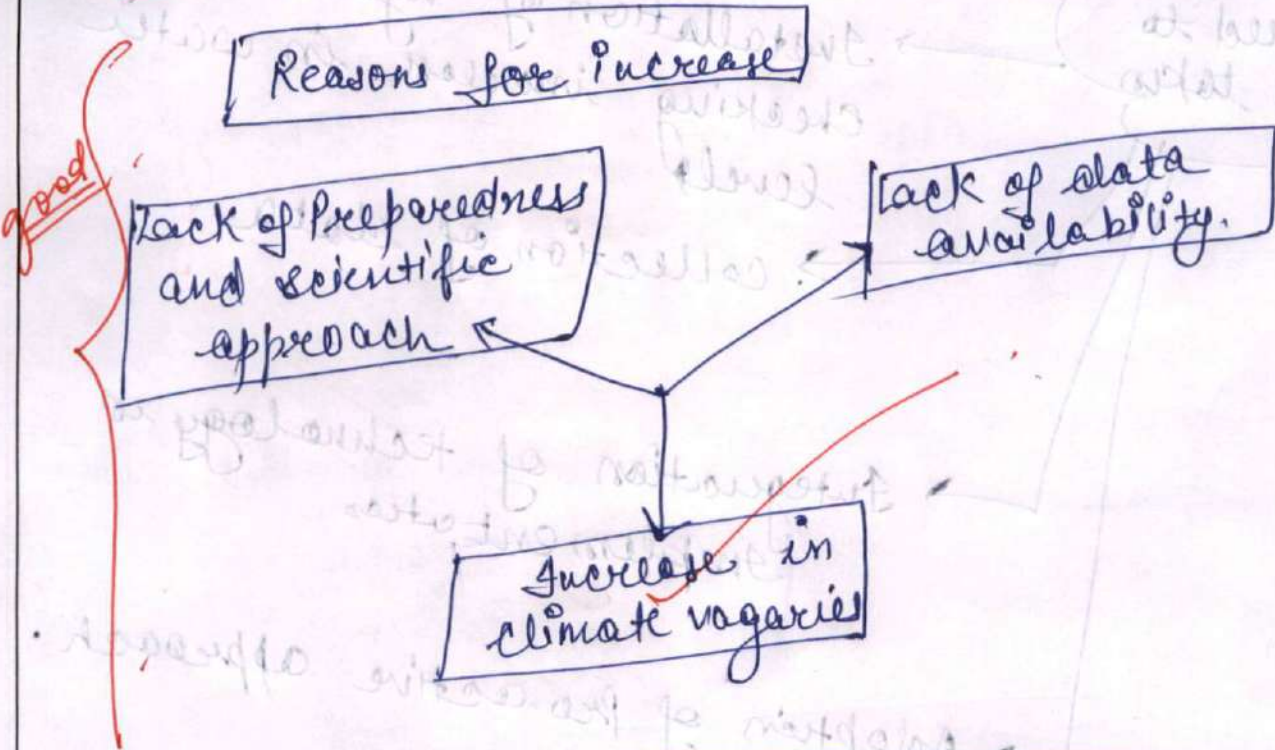 Reasons for increase
good
Lack of Preparedness
and scientific
approach
Lack of data
availability.
Increase in
climate vagaries